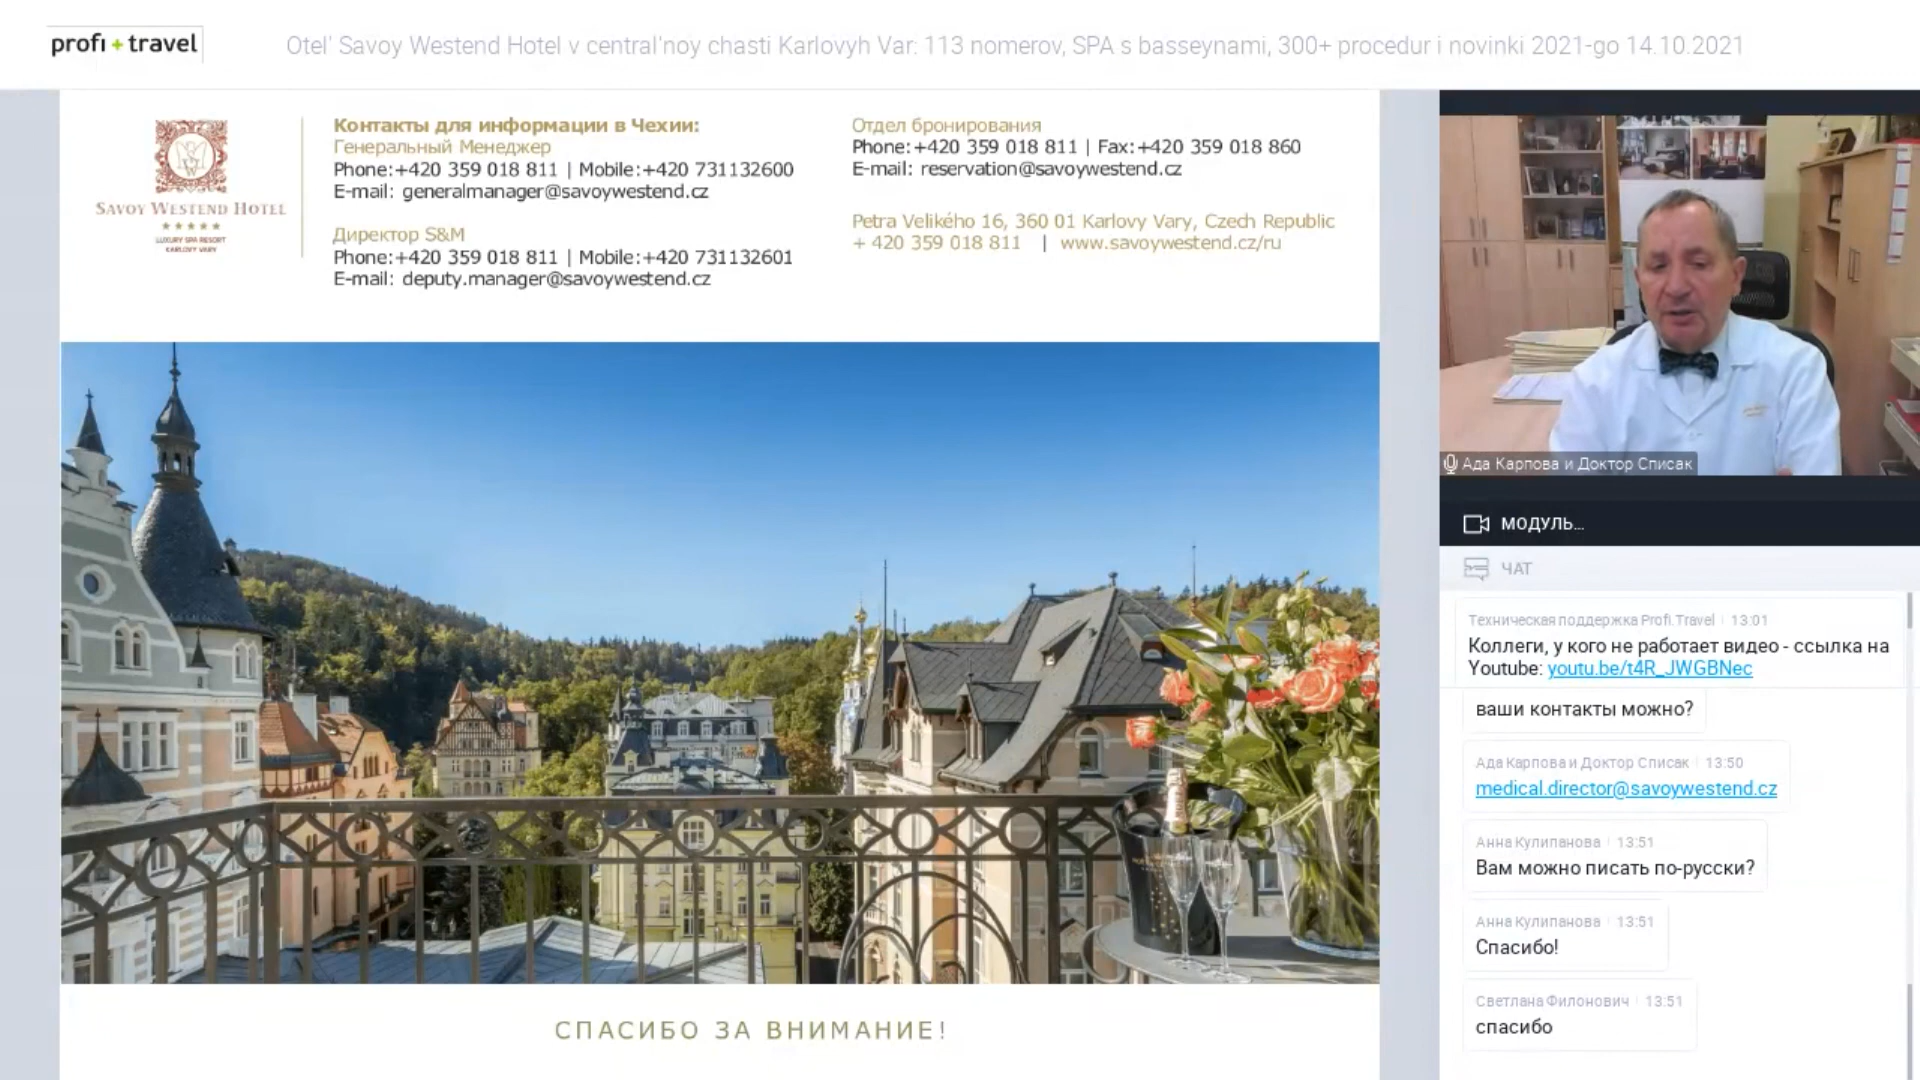 profi + travel
Otel' Savoy Westend Hotel v central'noy chasti Karlovyh Var: 113 nomerov, SPA s basseynami, 300+ procedur i novinki 2021-go 14.10.2021
SAVOY WESTEND HOTEL
★★★★★
LUXURY SPA RESORT
KARLOVY VARY
Контакты для информации в Чехии:
Генеральный Менеджер
Phone:+420 359 018 811 | Mobile:+420 731132600
E-mail: generalmanager@savoywestend.cz
Директор S&M
Phone:+420 359 018 811 | Mobile:+420 731132601
E-mail: deputy.manager@savoywestend.cz
Отдел бронирования
Phone:+420 359 018 811 | Fax:+420 359 018 860
E-mail: reservation@savoywestend.cz
Petra Velikého 16, 360 01 Karlovy Vary, Czech Republic
+ 420 359 018 811 | www.savoywestend.cz/ru
СПАСИБО ЗА ВНИМАНИЕ!
Ада Карпова и Доктор Списак
МОДУЛЬ...
ЧАТ
Техническая поддержка Profi.Travel 13:01
Коллеги, у кого не работает видео - ссылка на
Youtube: youtu.be/t4R_JWGBNec
ваши контакты можно?
Ада Карпова и Доктор Списак 13:50
medical.director@savoywestend.cz
Анна Кулипанова 13:51
Вам можно писать по-русски?
Анна Кулипанова 13:51
Спасибо!
Светлана Филонович 13:51
спасибо